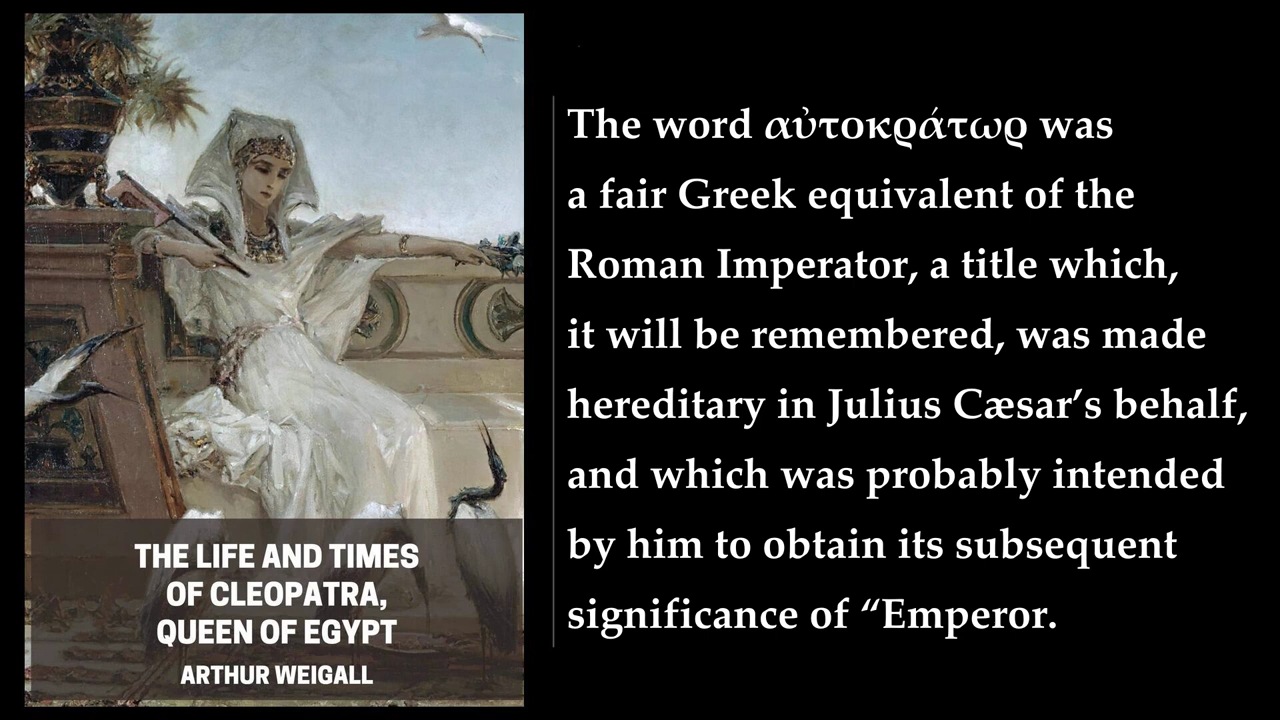 THE LIFE AND TIMES
OF CLEOPATRA,
QUEEN OF EGYPT
ARTHUR WEIGALL
The word αὐτοκράτωρ was
a fair Greek equivalent of the
Roman Imperator, a title which,
it will be remembered, was made
hereditary in Julius Cæsar’s behalf,
and which was probably intended
by him to obtain its subsequent
significance of “Emperor.